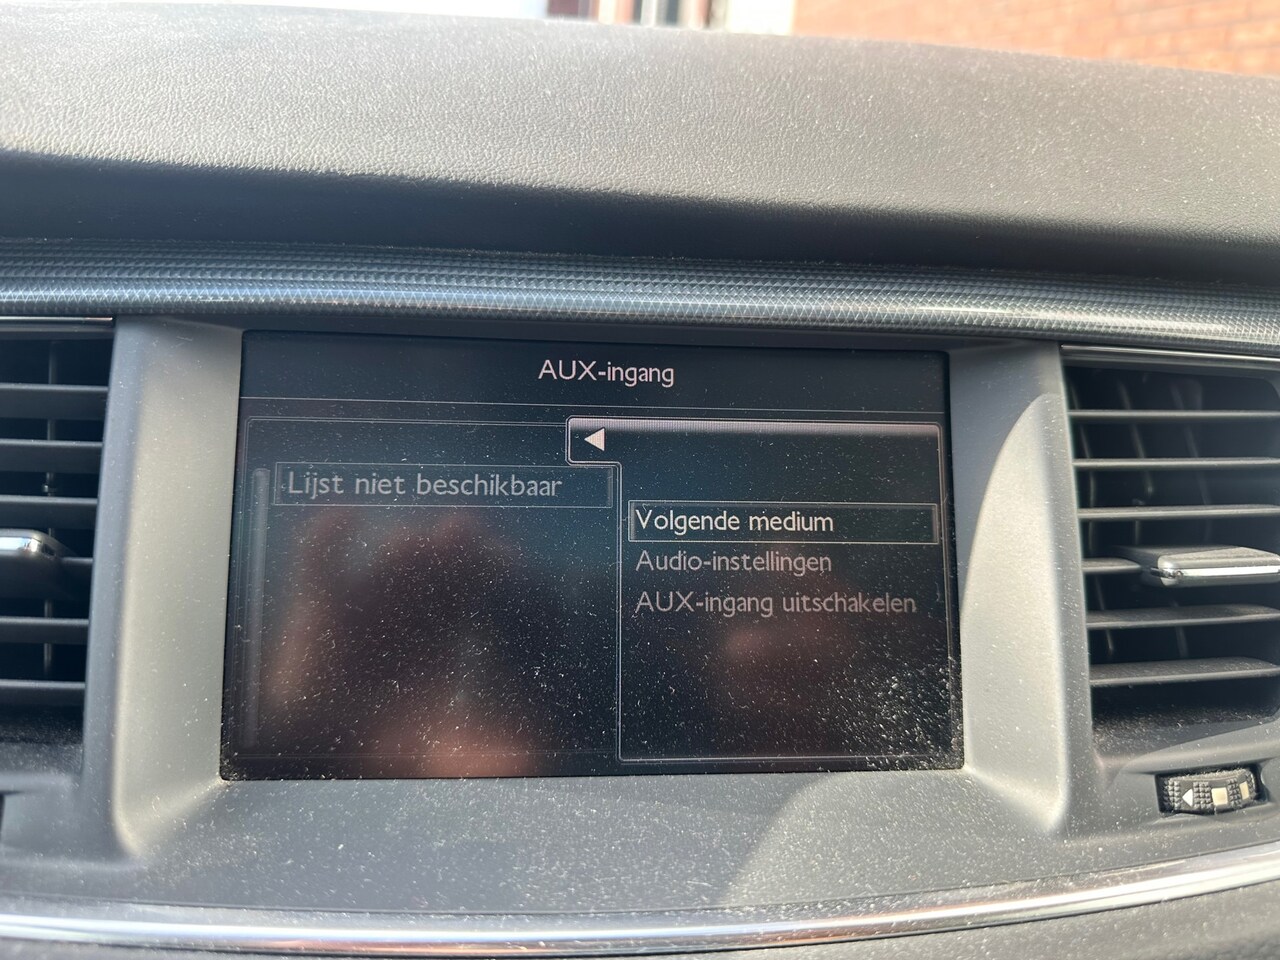 AUX-ingang
Lijst niet beschikbaar
Volgende medium
Audio-instellingen
AUX-ingang uitschakelen